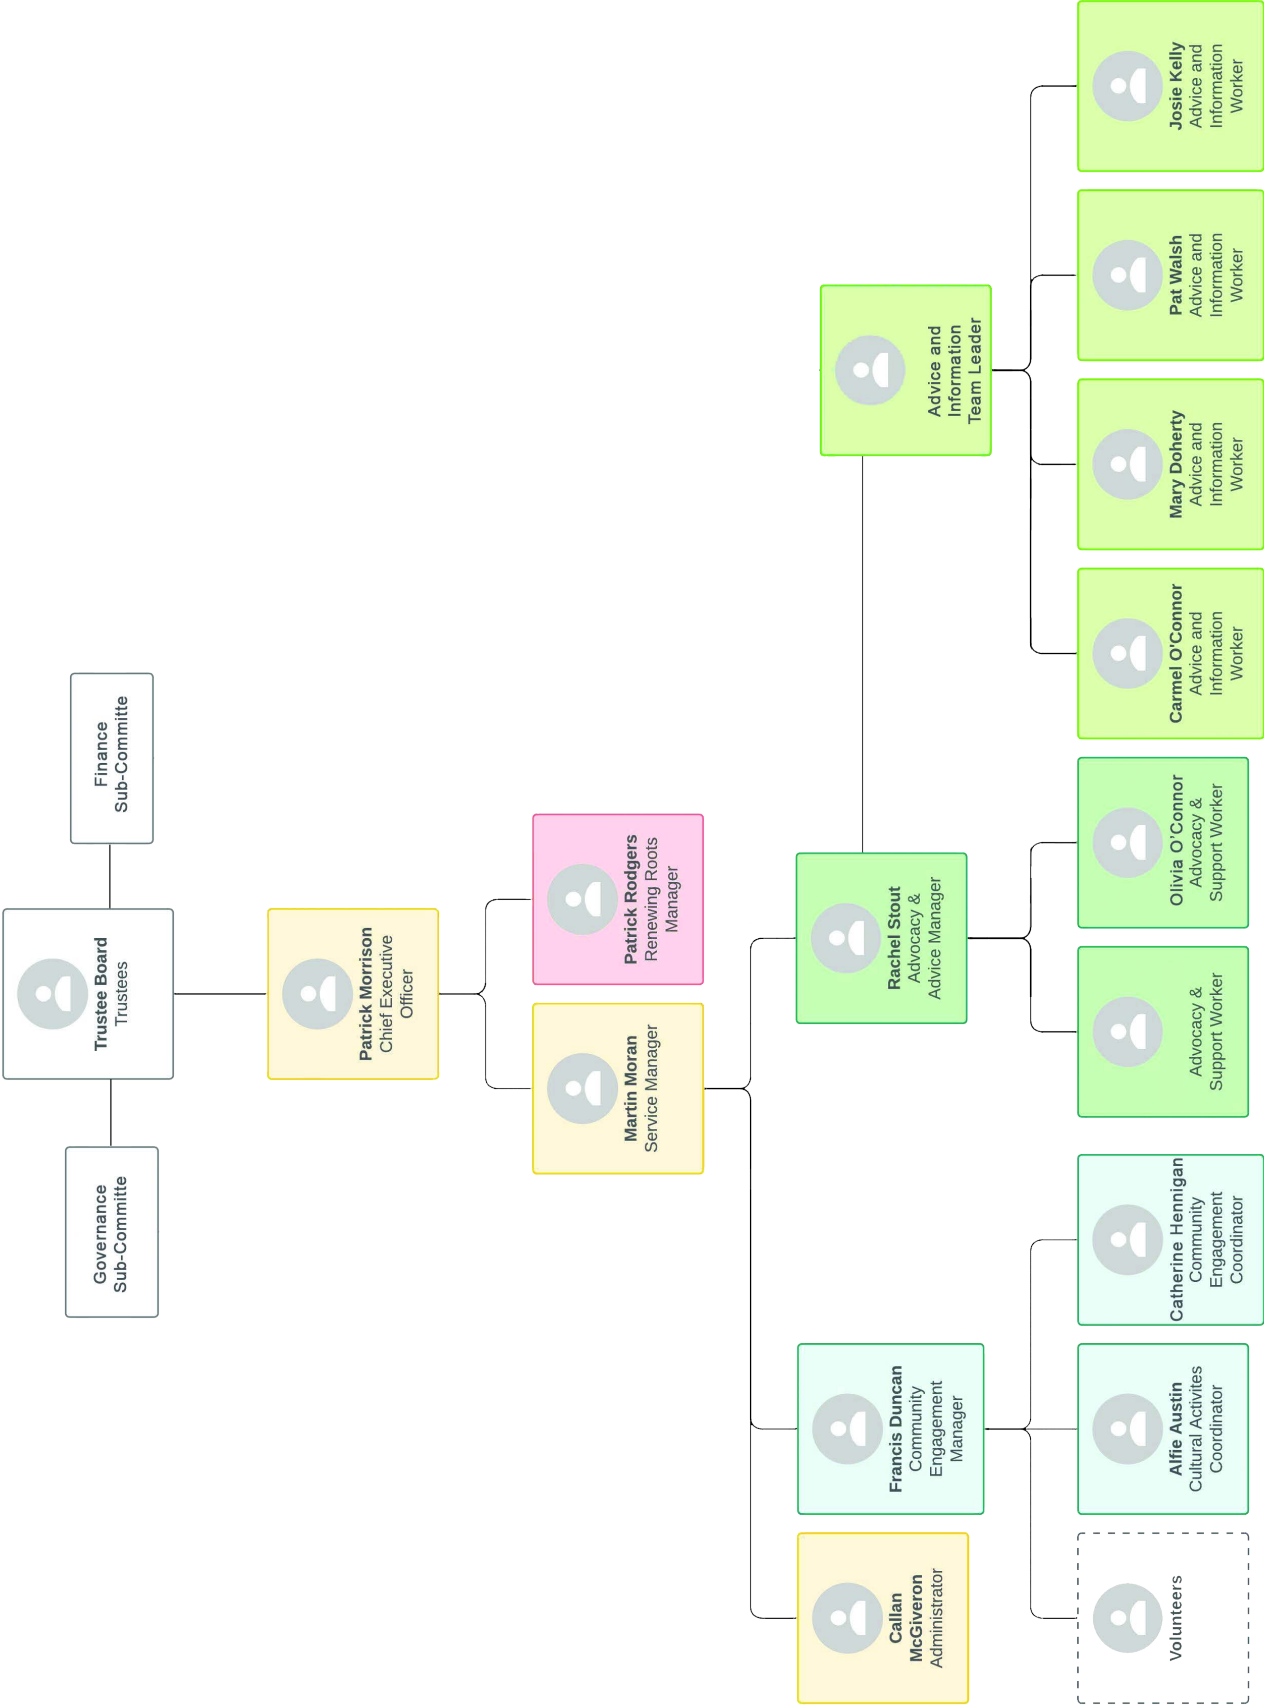 Governance
Sub-Committe
Trustee Board
Trustees
Finance
Sub-Committe
Patrick Morrison
Chief Executive
Officer
Martin Moran
Service Manager
Patrick Rodgers
Renewing Roots
Manager
Callan
McGiveron
Administrator
Francis Duncan
Community
Engagement
Manager
Rachel Stout
Advocacy &
Advice Manager
Advice and
Information
Team Leader
Volunteers
Alfie Austin
Cultural Activites
Coordinator
Catherine Hennigan
Community
Engagement
Coordinator
Advocacy &
Support Worker
Olivia O'Connor
Advocacy &
Support Worker
Carmel O'Connor
Advice and
Information
Worker
Mary Doherty
Advice and
Information
Worker
Pat Walsh
Advice and
Information
Worker
Josie Kelly
Advice and
Information
Worker